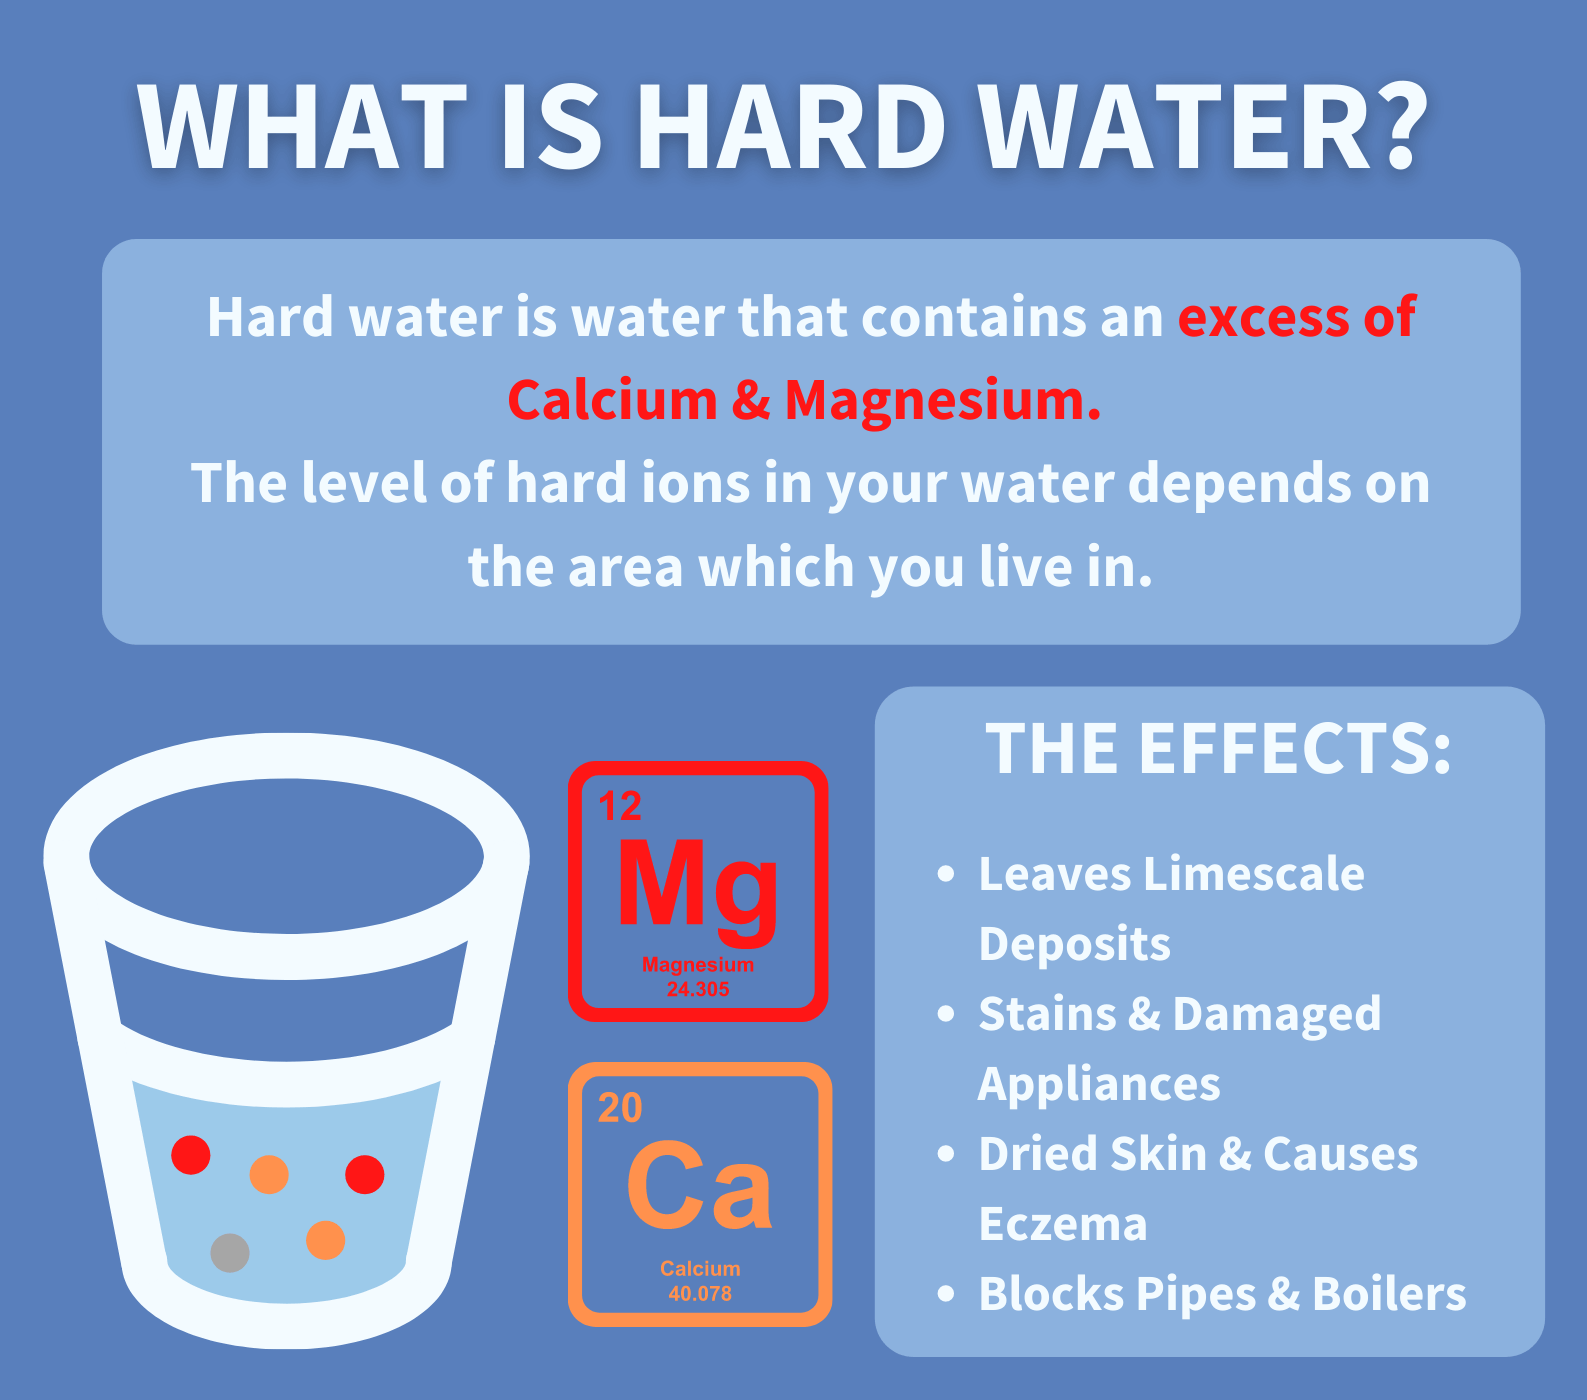 WHAT IS HARD WATER?
Hard water is water that contains an excess of
Calcium & Magnesium.
The level of hard ions in your water depends on
the area which you live in.
12
Mg
Magnesium
24.305
20
Ca
Calcium
40.078
THE EFFECTS:
• Leaves Limescale
Deposits
• Stains & Damaged
Appliances
• Dried Skin & Causes
Eczema
• Blocks Pipes & Boilers